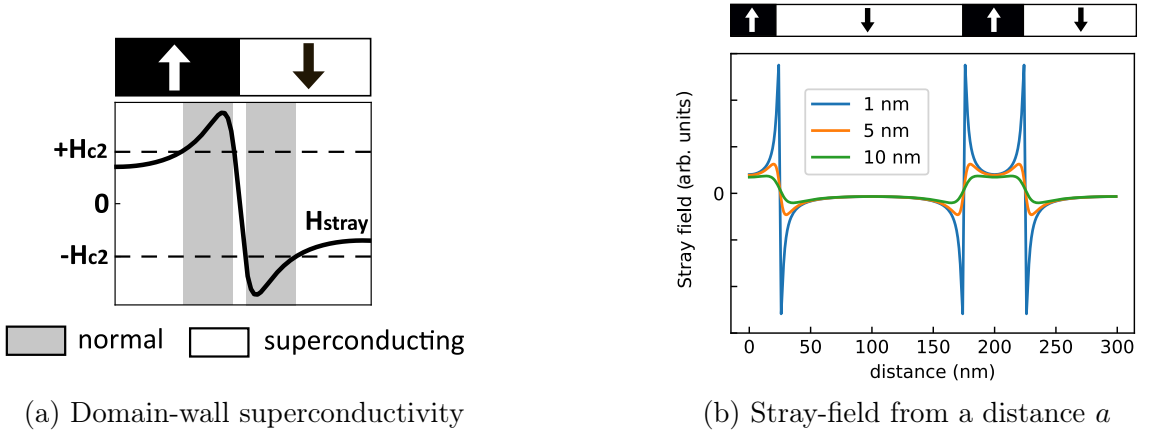 +Hc2
0
-Hc2
Hstray
normal
superconducting
(a) Domain-wall superconductivity
Stray field (arb. units)
0
1 nm
5 nm
10 nm
0 50 100 150 200 250 300
distance (nm)
(b) Stray-field from a distance a